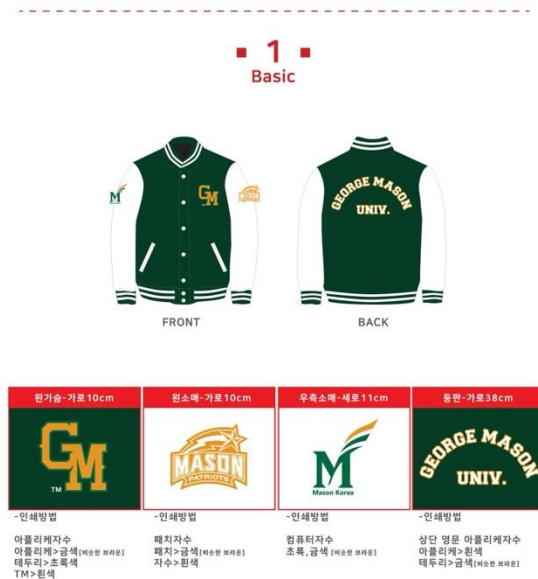 1
Basic
M
GM
MASON
GEORGE MASON
UNIV.
FRONT
BACK
왼가슴-가로10cm
왼소매-가로10cm
우측소매-세로11cm
등판-가로38cm
GM
TM
MASON
PATRIOTS
M
Mason Korea
GEORGE MASON
UNIV.
-인쇄방법
아플리케자수
아플리케>금색[비슷한 브라운]
테두리>초록색
TM>흰색
-인쇄방법
패치자수
패치>금색[비슷한 브라운]
자수>흰색
-인쇄방법
컴퓨터자수
초록,금색 [비슷한 브라운]
-인쇄방법
상단 영문 아플리케자수
아플리케>흰색
테두리>금색[비슷한 브라운]